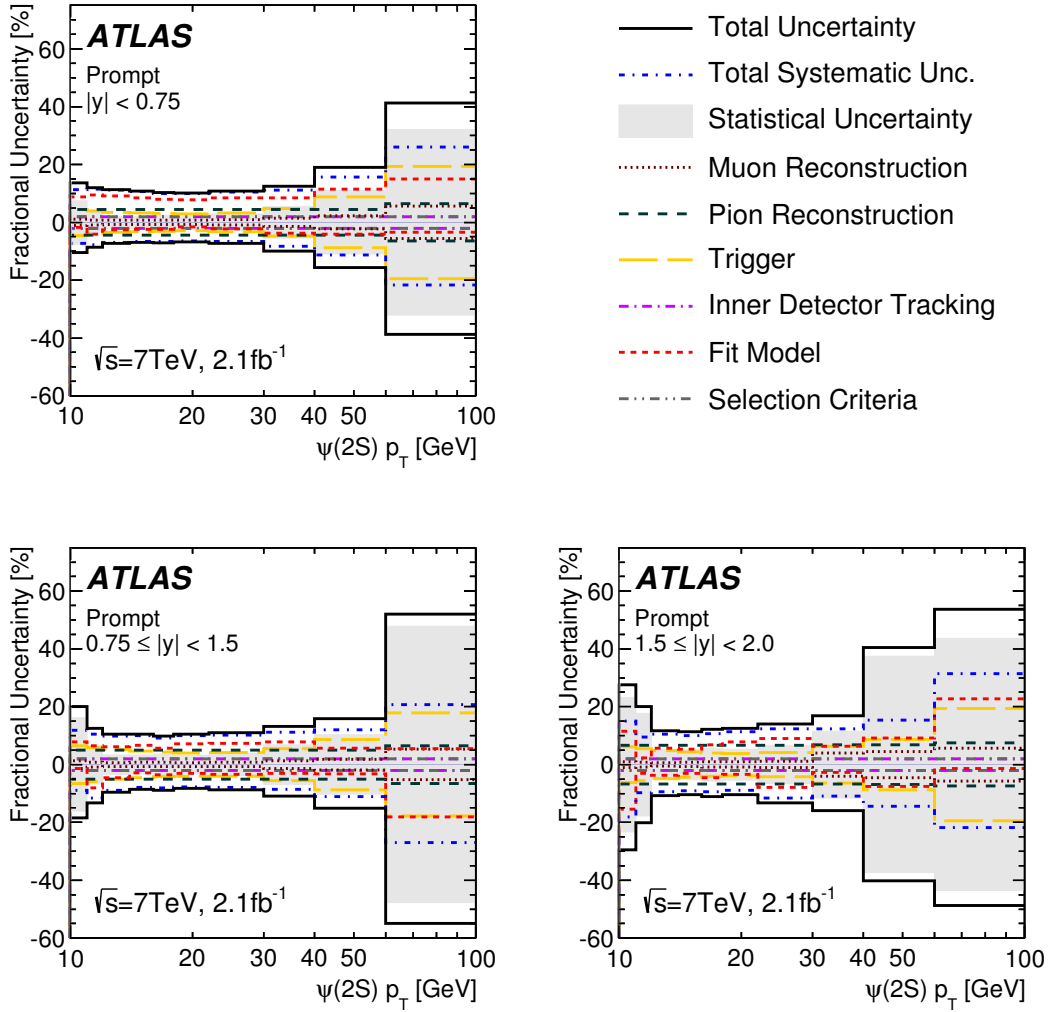 ATLAS
Prompt
|y| < 0.75
√s=7TeV, 2.1fb⁻¹
Fractional Uncertainty [%]
60
40
20
0
-20
-40
-60
10 20 30 40 50 100
ψ(2S) p_T [GeV]
Total Uncertainty
Total Systematic Unc.
Statistical Uncertainty
Muon Reconstruction
Pion Reconstruction
Trigger
Inner Detector Tracking
Fit Model
Selection Criteria
ATLAS
Prompt
0.75 ≤ |y| < 1.5
√s=7TeV, 2.1fb⁻¹
Fractional Uncertainty [%]
60
40
20
0
-20
-40
-60
10 20 30 40 50 100
ψ(2S) p_T [GeV]
ATLAS
Prompt
1.5 ≤ |y| < 2.0
√s=7TeV, 2.1fb⁻¹
Fractional Uncertainty [%]
60
40
20
0
-20
-40
-60
10 20 30 40 50 100
ψ(2S) p_T [GeV]